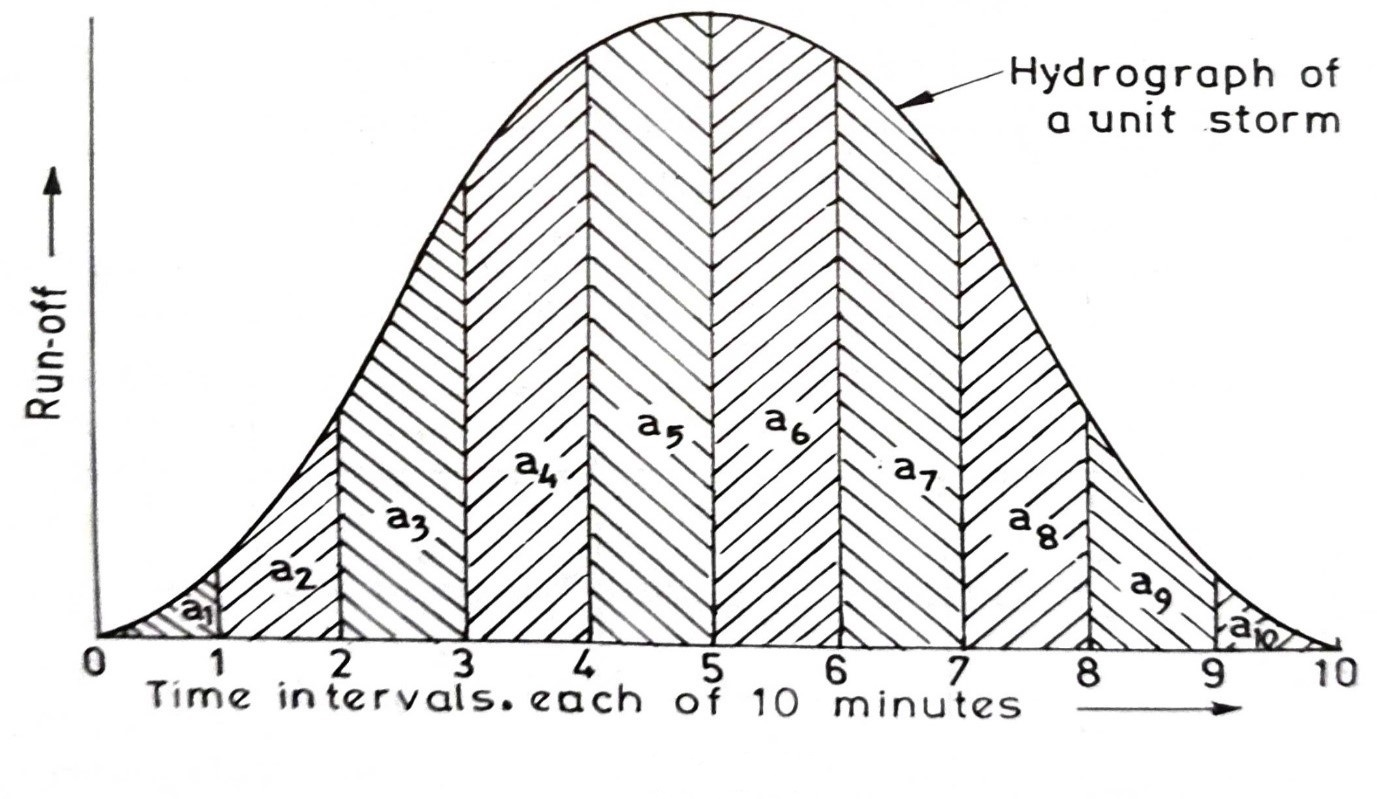 Hydrograph of
a unit storm
Run-off
a1
a2
a3
a4
a5
a6
a7
a8
a9
a10
0 1 2 3 4 5 6 7 8 9 10
Time intervals. each of 10 minutes